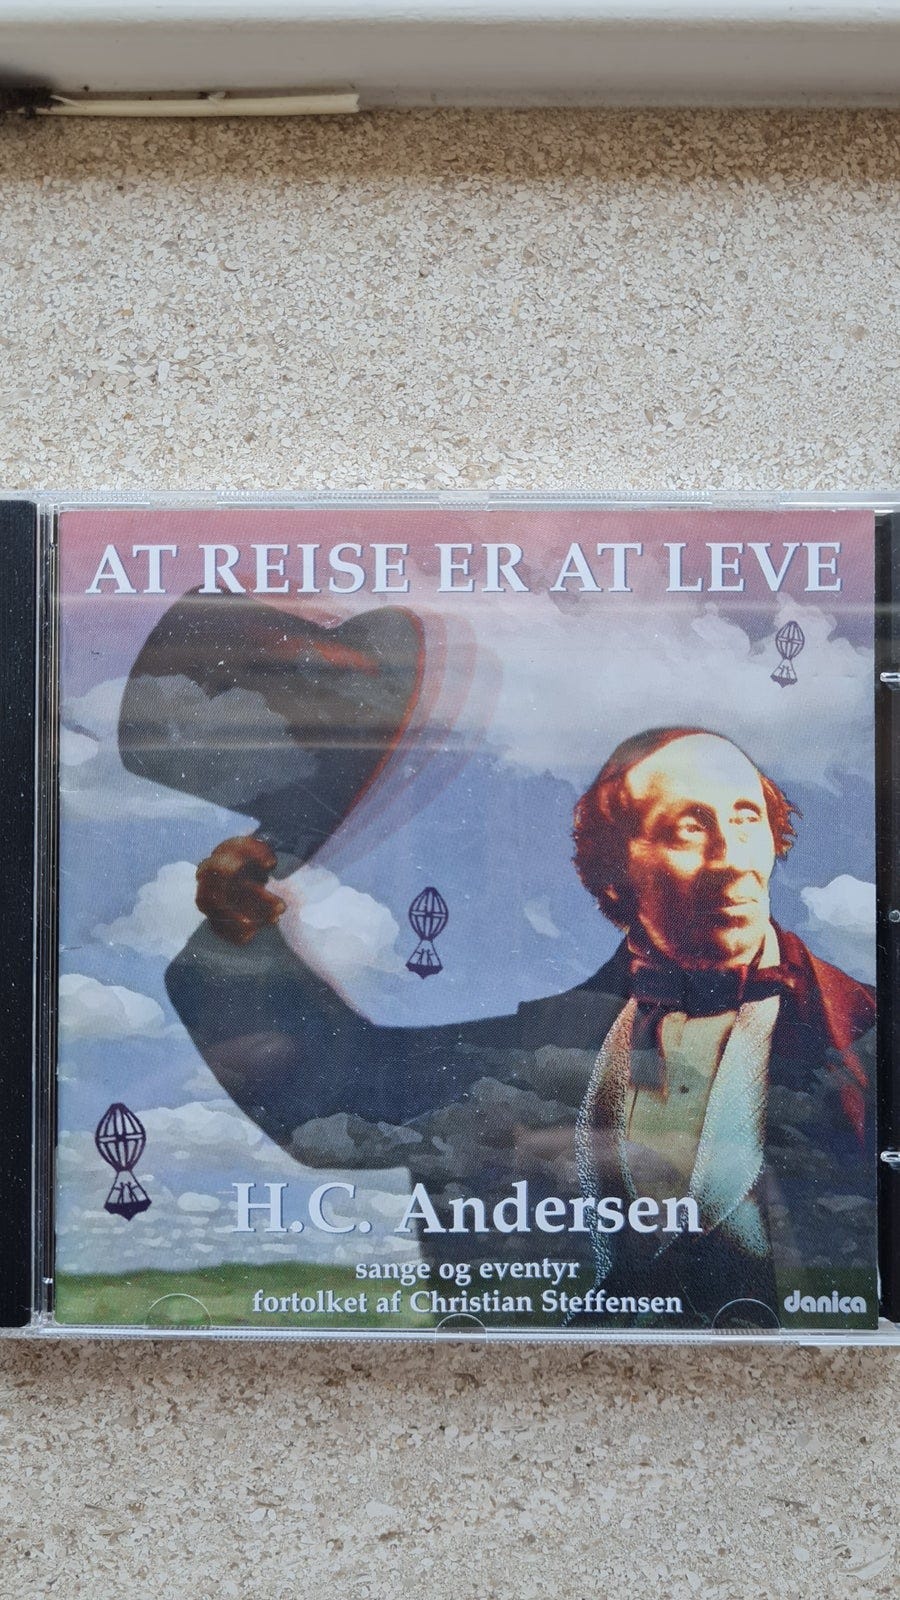 AT REISE ER AT LEVE
H.C. Andersen
sange og eventyr
fortolket af Christian Steffensen
danica